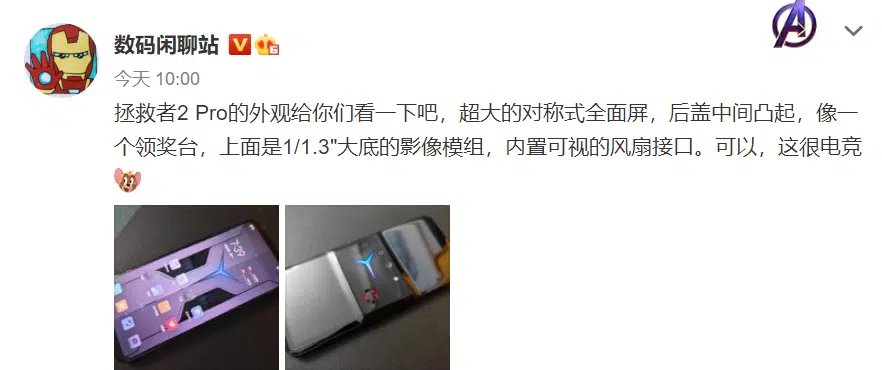 数码闲聊站
今天 10:00
拯救者2 Pro的外观给你们看一下吧，超大的对称式全面屏，后盖中间凸起，像一
个领奖台，上面是1/1.3"大底的影像模组，内置可视的风扇接口。可以，这很电竞
7:39